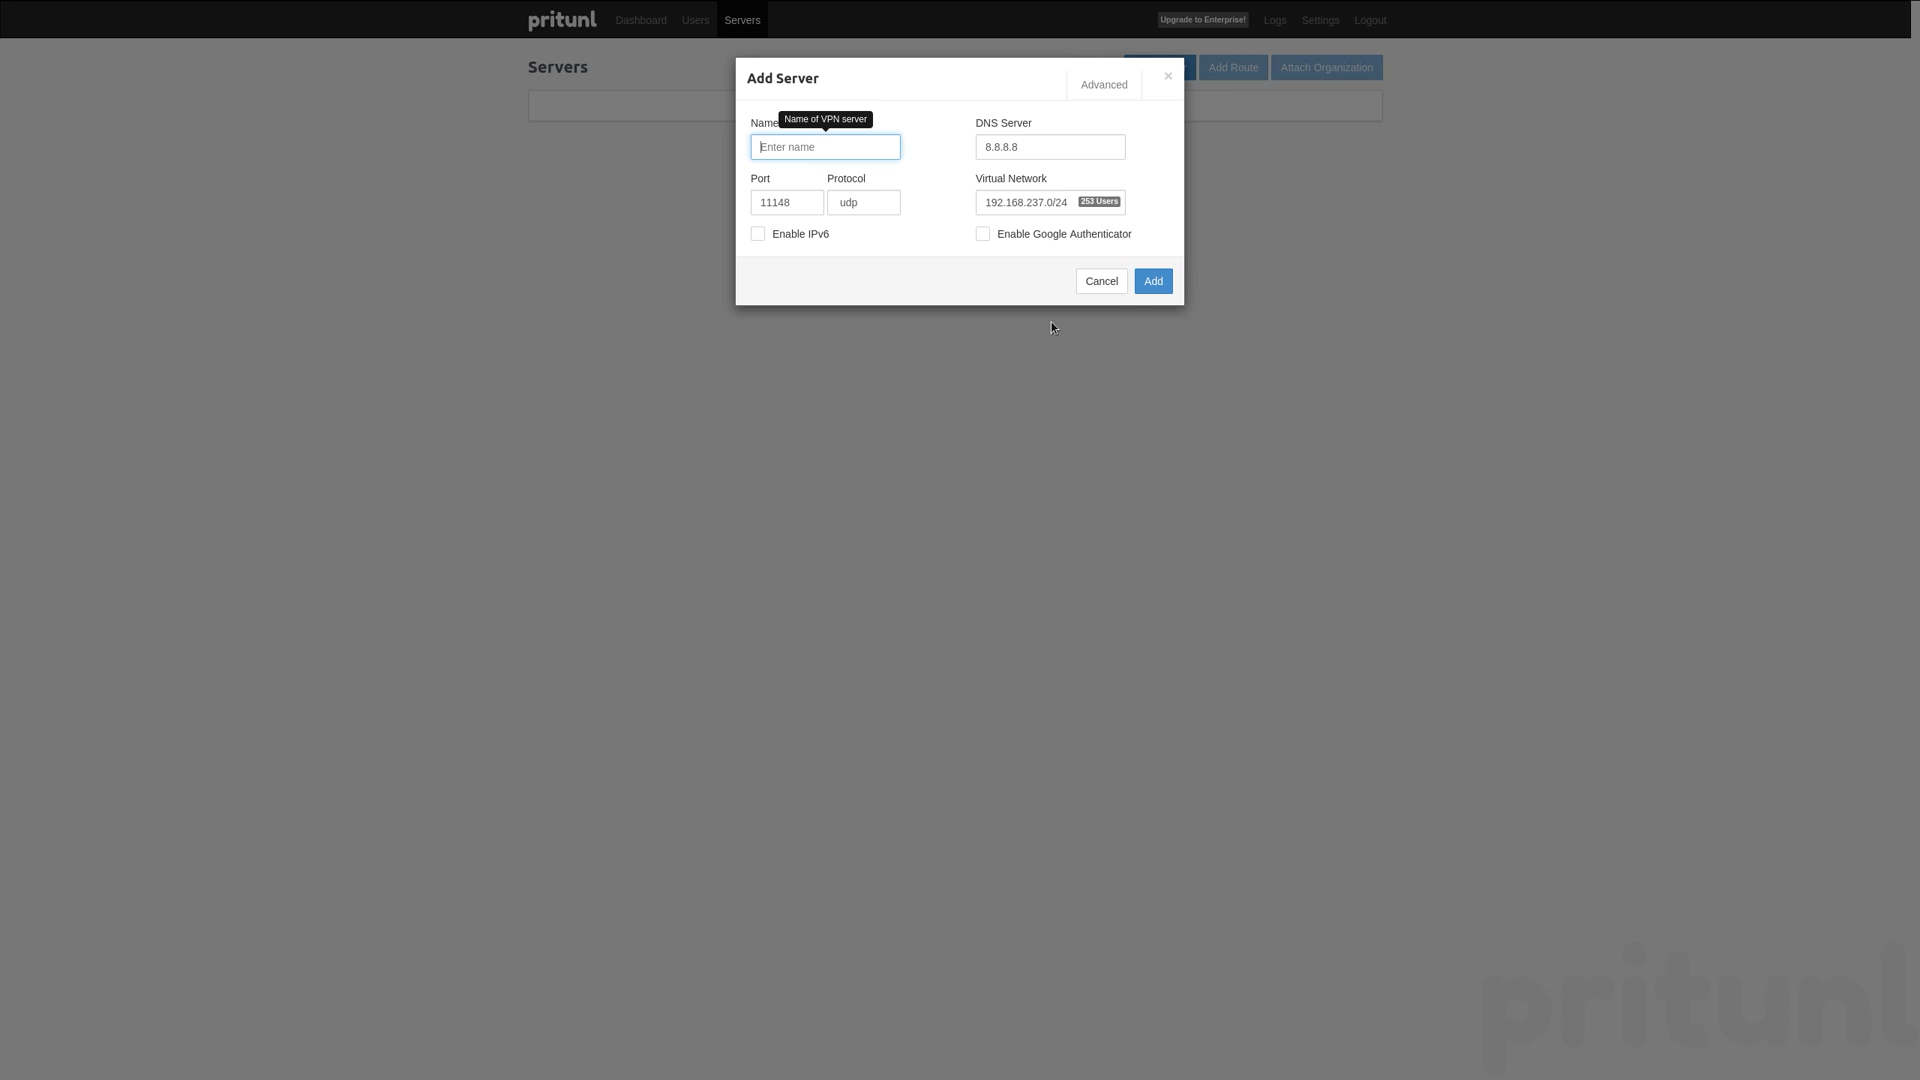 pritunl Dashboard Users Servers Upgrade to Enterprise! Logs Settings Logout
Servers
Add Route Attach Organization
Add Server Advanced ×
Name of VPN server
Name DNS Server
Enter name 8.8.8.8
Port Protocol Virtual Network
11148 udp 192.168.237.0/24 253 Users
Enable IPv6 Enable Google Authenticator
Cancel Add
pritunl